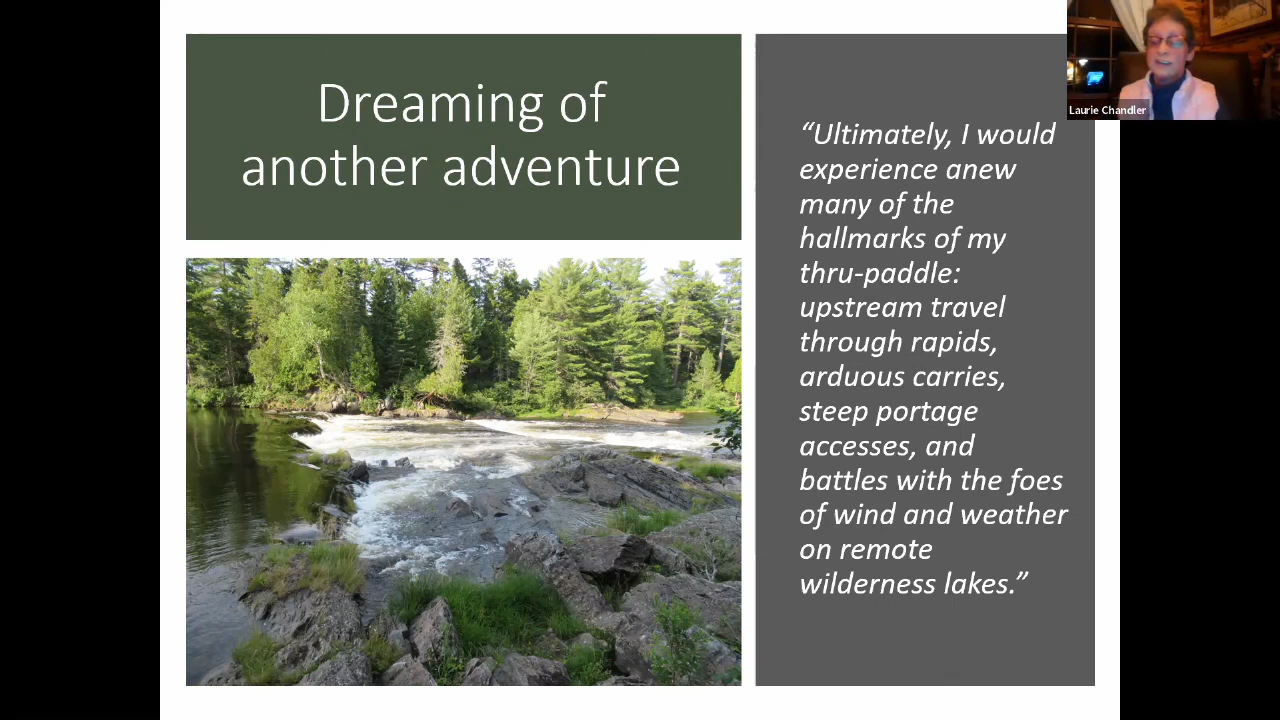 Dreaming of
another adventure
“Ultimately, I would
experience anew
many of the
hallmarks of my
thru-paddle:
upstream travel
through rapids,
arduous carries,
steep portage
accesses, and
battles with the foes
of wind and weather
on remote
wilderness lakes.”
Laurie Chandler